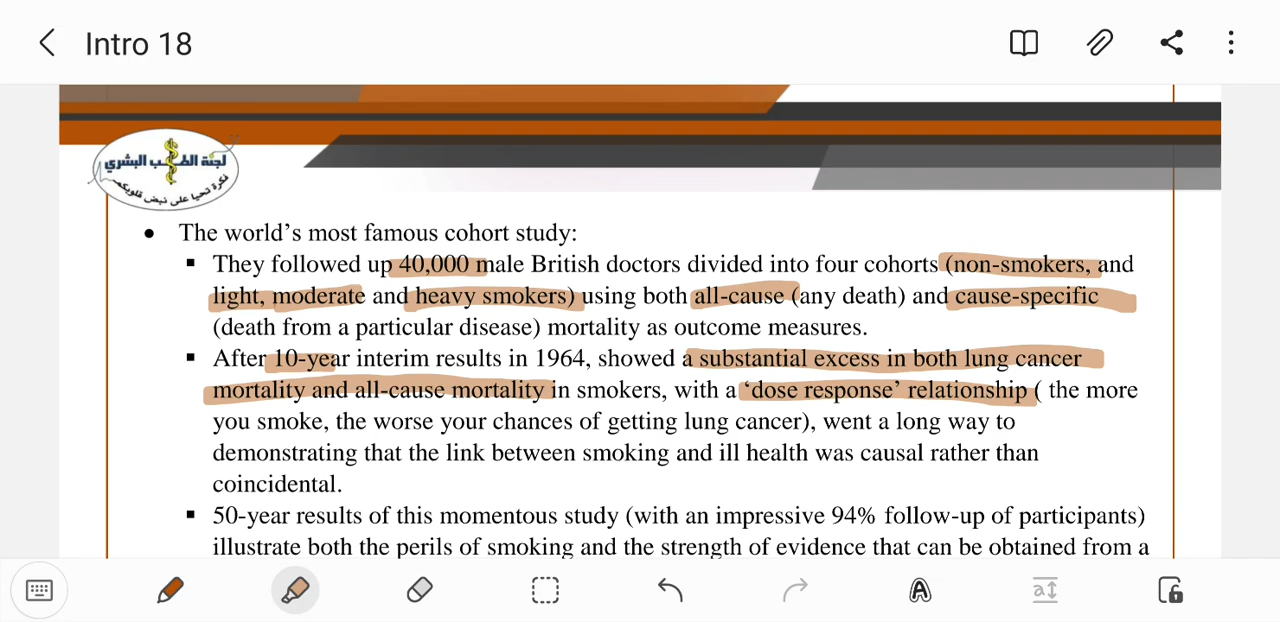 Intro 18
لجنة الطب البشري
فكرة تحيا على نبض قلوبكم
• The world’s most famous cohort study:
▪ They followed up 40,000 male British doctors divided into four cohorts (non-smokers, and
light, moderate and heavy smokers) using both all-cause (any death) and cause-specific
(death from a particular disease) mortality as outcome measures.
▪ After 10-year interim results in 1964, showed a substantial excess in both lung cancer
mortality and all-cause mortality in smokers, with a ‘dose response’ relationship ( the more
you smoke, the worse your chances of getting lung cancer), went a long way to
demonstrating that the link between smoking and ill health was causal rather than
coincidental.
▪ 50-year results of this momentous study (with an impressive 94% follow-up of participants)
illustrate both the perils of smoking and the strength of evidence that can be obtained from a